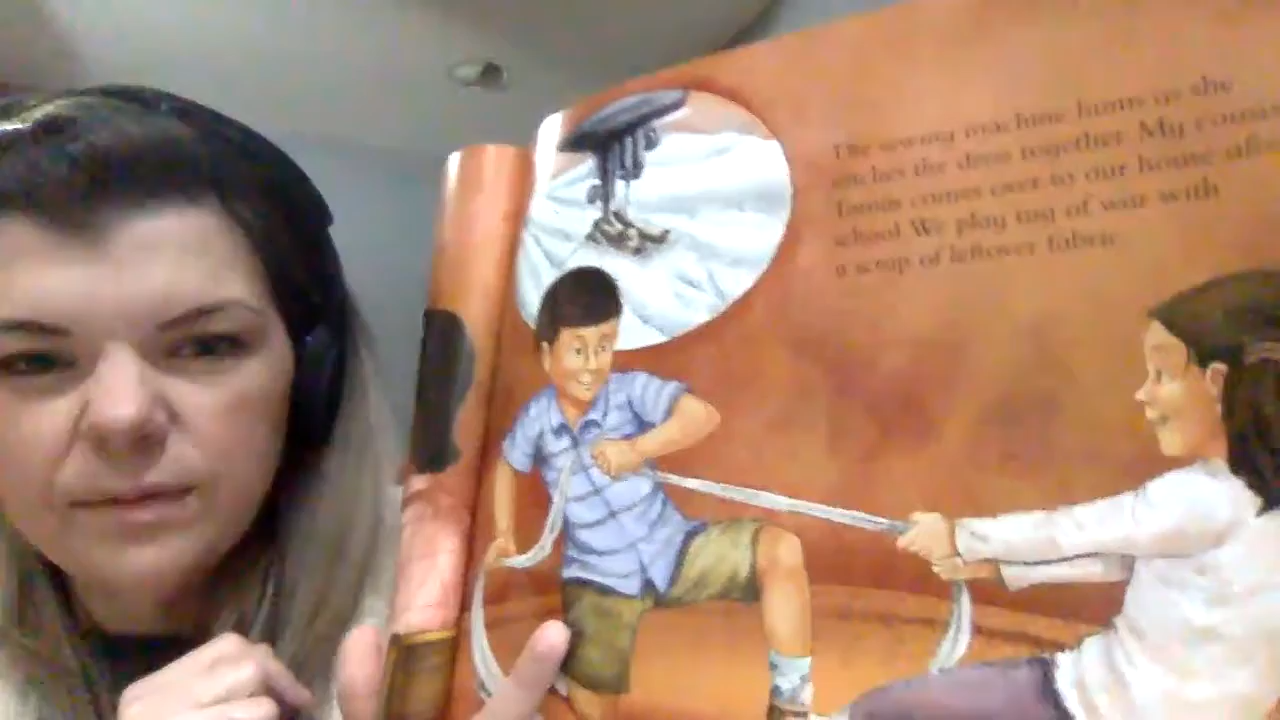 The sewing machine hums as she
stitches the dress together. My cousin
Tomás comes over to our house after
school. We play tug of war with
a scrap of leftover fabric.